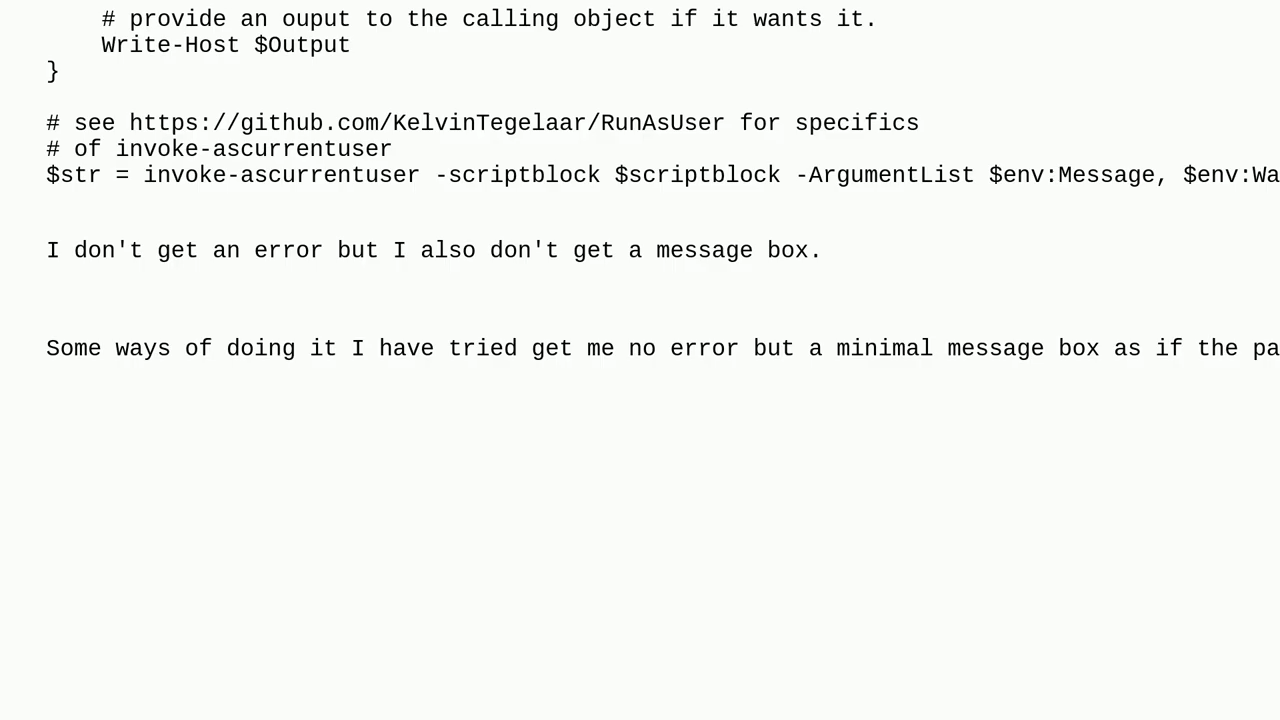 # provide an ouput to the calling object if it wants it.
Write-Host $Output
}
# see https://github.com/KelvinTegelaar/RunAsUser for specifics
# of invoke-ascurrentuser
$str = invoke-ascurrentuser -scriptblock $scriptblock -ArgumentList $env:Message, $env:Wa
I don't get an error but I also don't get a message box.
Some ways of doing it I have tried get me no error but a minimal message box as if the pa